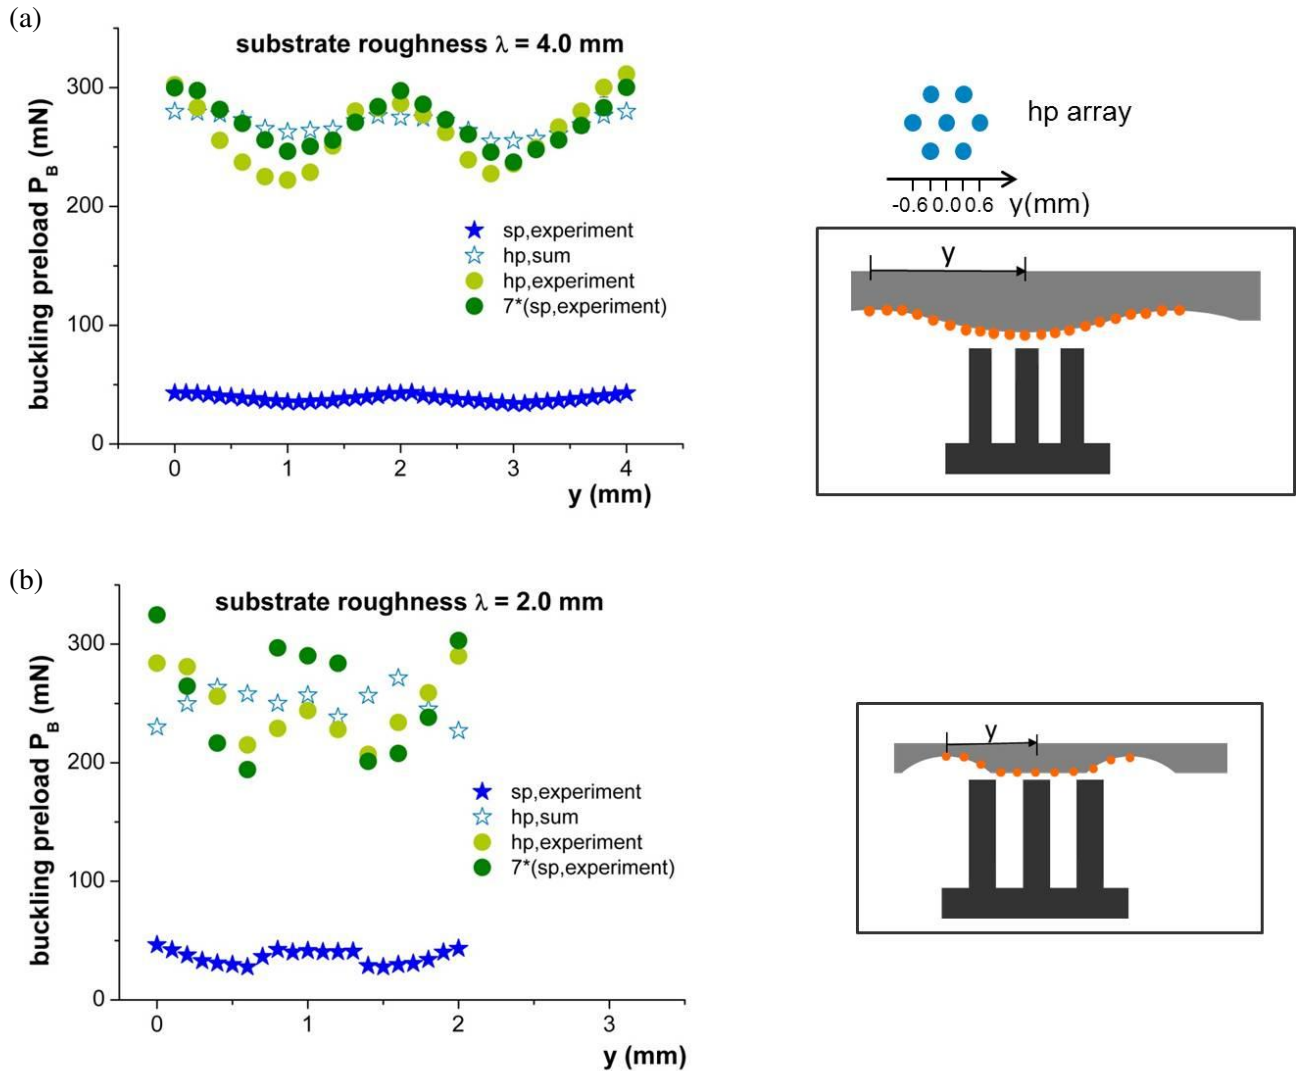 (a)
substrate roughness λ = 4.0 mm
buckling preload P_B (mN)
300
200
100
0
sp,experiment
hp,sum
hp,experiment
7*(sp,experiment)
0 1 2 3 4
y (mm)
hp array
-0.6 0.0 0.6 y(mm)
y
(b)
substrate roughness λ = 2.0 mm
buckling preload P_B (mN)
300
200
100
0
sp,experiment
hp,sum
hp,experiment
7*(sp,experiment)
0 1 2 3
y (mm)
y